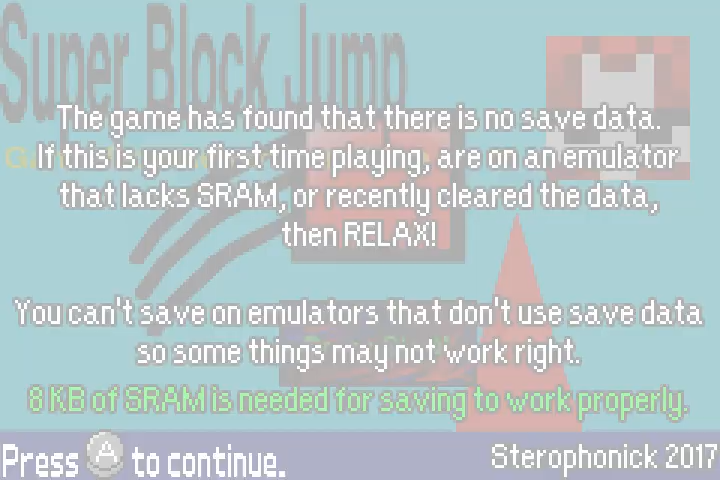 Super Block Jump
The game has found that there is no save data.
If this is your first time playing, are on an emulator
that lacks SRAM, or recently cleared the data,
then RELAX!
You can't save on emulators that don't use save data
so some things may not work right.
8 KB of SRAM is needed for saving to work properly.
Press A to continue.
Sterophonick 2017